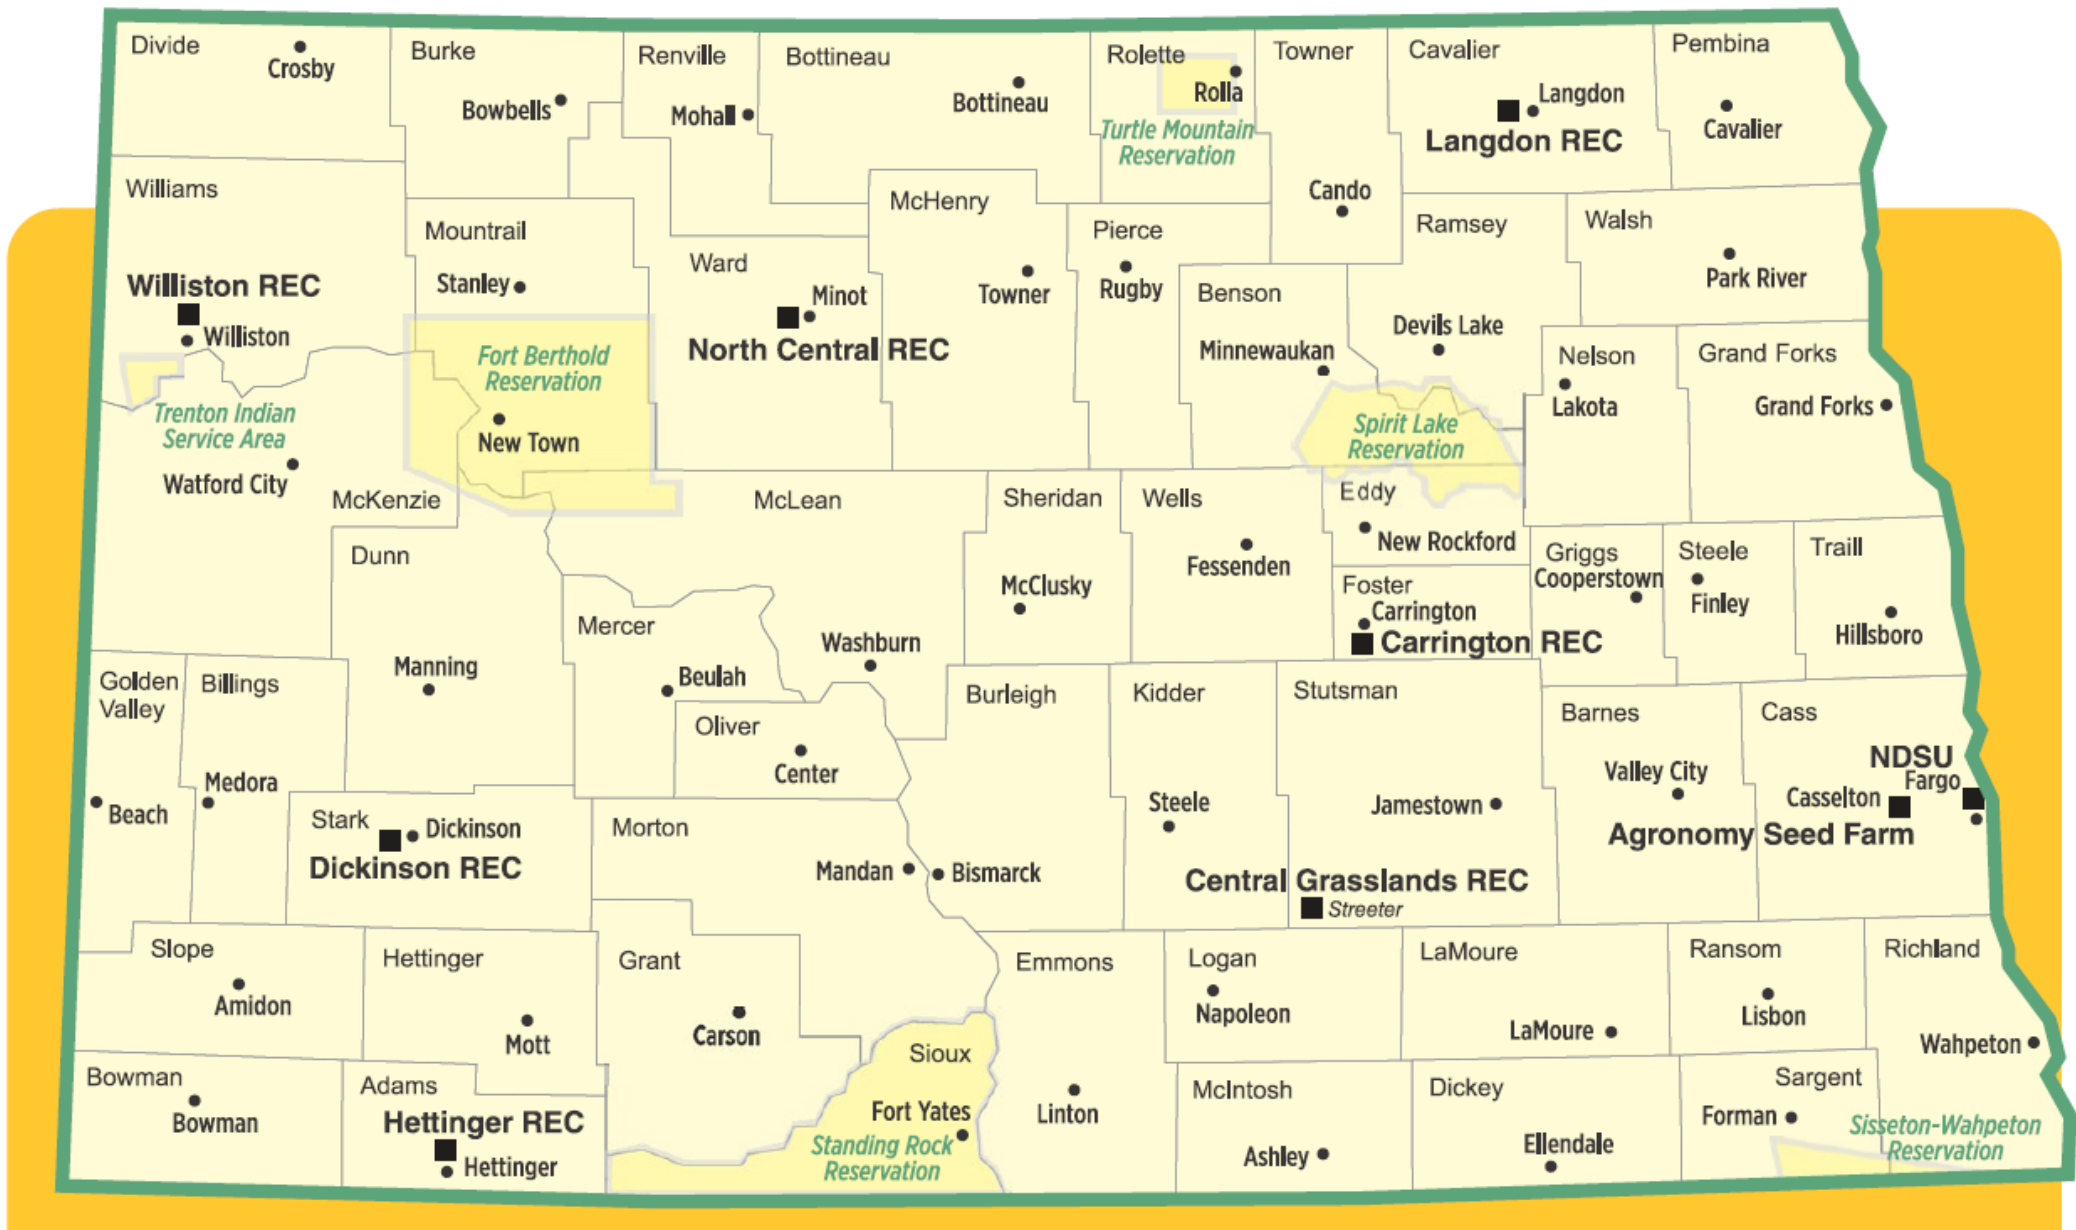 Divide
Crosby
Burke
Bowbells
Renville
Mohall
Bottineau
Bottineau
Rolette
Rolla
Turtle Mountain
Reservation
Towner
Cando
Cavalier
Langdon
Langdon REC
Pembina
Cavalier
Williams
Williston REC
Williston
Mountrail
Stanley
Ward
Minot
North Central REC
McHenry
Towner
Pierce
Rugby
Benson
Minnewaukan
Ramsey
Devils Lake
Walsh
Park River
Nelson
Lakota
Grand Forks
Grand Forks
Fort Berthold
Reservation
New Town
Trenton Indian
Service Area
Watford City
McKenzie
Spirit Lake
Reservation
Dunn
Manning
McLean
Washburn
Sheridan
McClusky
Wells
Fessenden
Eddy
New Rockford
Foster
Carrington
Carrington REC
Griggs
Cooperstown
Steele
Finley
Traill
Hillsboro
Mercer
Beulah
Oliver
Center
Golden
Valley
Beach
Billings
Medora
Stark
Dickinson
Dickinson REC
Morton
Mandan
Burleigh
Bismarck
Kidder
Steele
Stutsman
Jamestown
Central Grasslands REC
Streeter
Barnes
Valley City
Cass
NDSU
Fargo
Casselton
Agronomy Seed Farm
Slope
Amidon
Hettinger
Mott
Grant
Carson
Emmons
Linton
Logan
Napoleon
LaMoure
LaMoure
Ransom
Lisbon
Richland
Wahpeton
Bowman
Bowman
Adams
Hettinger REC
Hettinger
Sioux
Fort Yates
Standing Rock
Reservation
McIntosh
Ashley
Dickey
Ellendale
Sargent
Forman
Sisseton-Wahpeton
Reservation